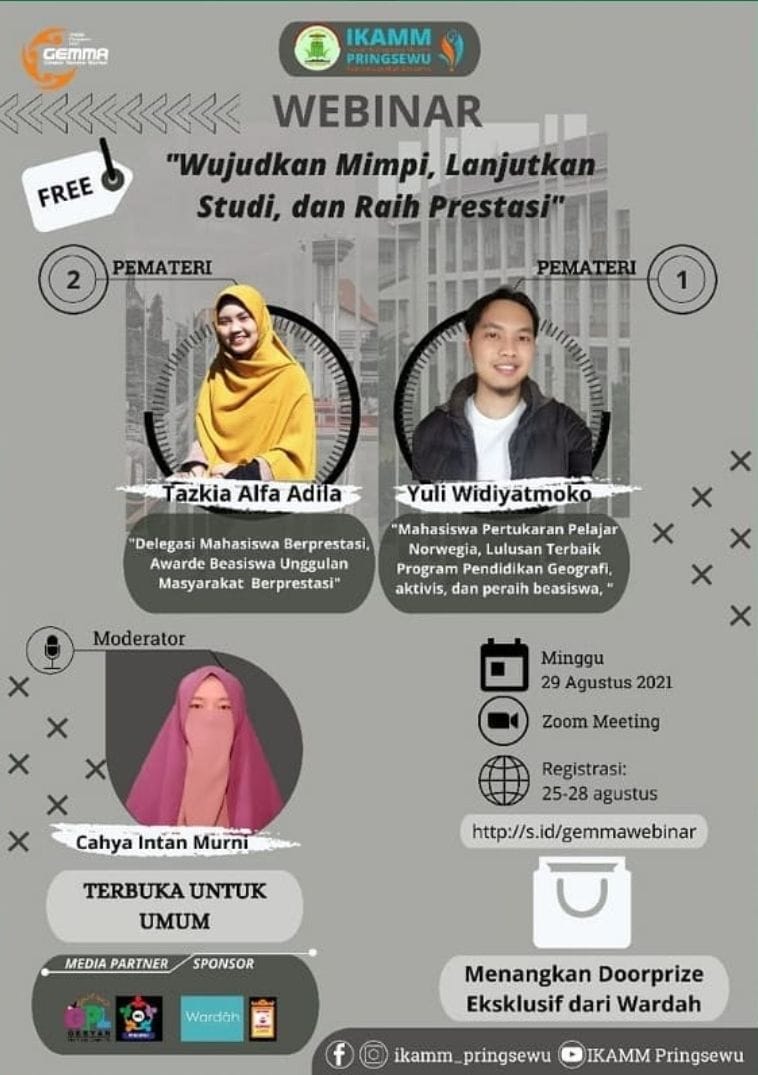 GEMMA
IKAMM
PRINGSEWU
WEBINAR
FREE
"Wujudkan Mimpi, Lanjutkan
Studi, dan Raih Prestasi"
2
PEMATERI
PEMATERI
1
Tazkia Alfa Adila
Yuli Widiyatmoko
"Delegasi Mahasiswa Berprestasi,
Awarde Beasiswa Unggulan
Masyarakat Berprestasi"
"Mahasiswa Pertukaran Pelajar
Norwegia, Lulusan Terbaik
Program Pendidikan Geografi,
aktivis, dan peraih beasiswa, "
Moderator
Cahya Intan Murni
Minggu
29 Agustus 2021
Zoom Meeting
Registrasi:
25-28 agustus
http://s.id/gemmawebinar
TERBUKA UNTUK
UMUM
MEDIA PARTNER
SPONSOR
Wardah
Menangkan Doorprize
Eksklusif dari Wardah
ikamm_pringsewu
IKAMM Pringsewu